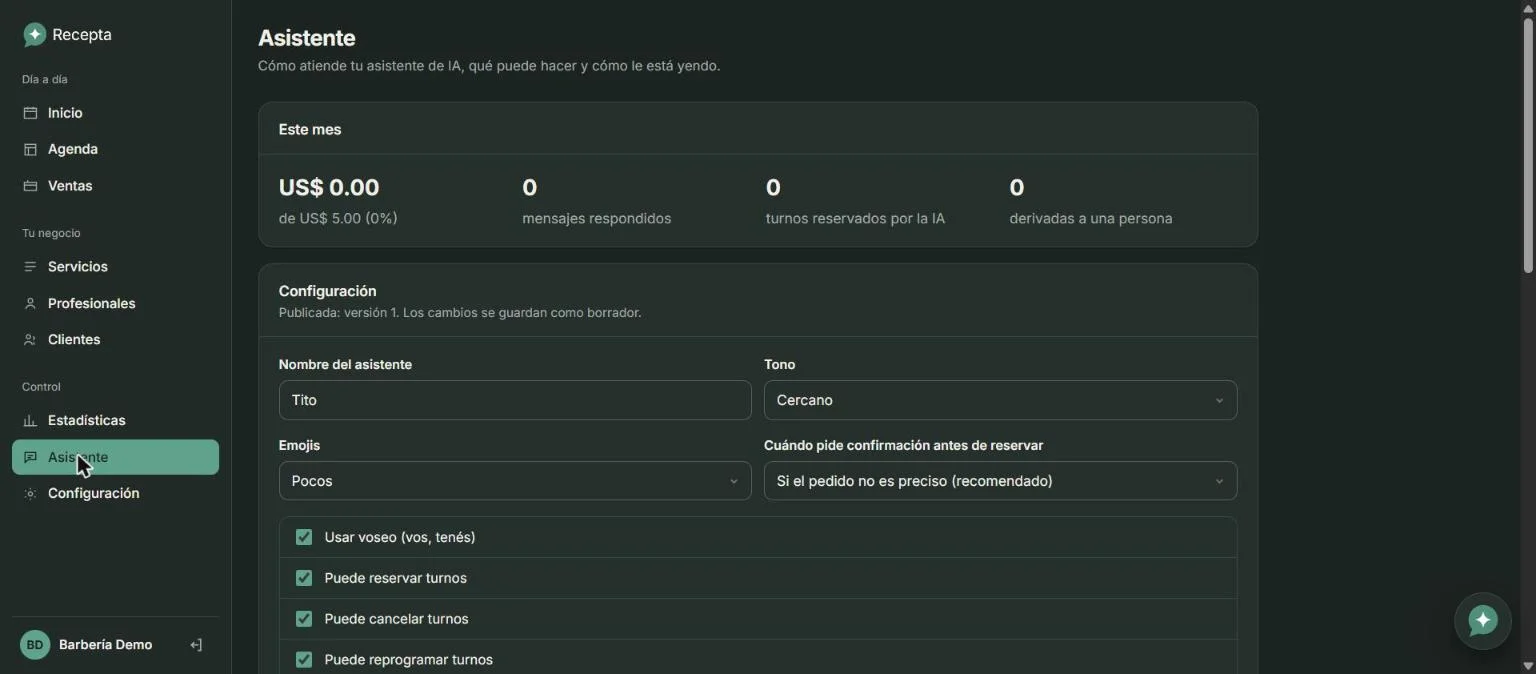 Recepta
Día a día
Inicio
Agenda
Ventas
Tu negocio
Servicios
Profesionales
Clientes
Control
Estadísticas
Asistente
Configuración
BD
Barbería Demo
Asistente
Cómo atiende tu asistente de IA, qué puede hacer y cómo le está yendo.
Este mes
US$ 0.00
de US$ 5.00 (0%)
0
mensajes respondidos
0
turnos reservados por la IA
0
derivadas a una persona
Configuración
Publicada: versión 1. Los cambios se guardan como borrador.
Nombre del asistente
Tito
Tono
Cercano
Emojis
Pocos
Cuándo pide confirmación antes de reservar
Si el pedido no es preciso (recomendado)
Usar voseo (vos, tenés)
Puede reservar turnos
Puede cancelar turnos
Puede reprogramar turnos